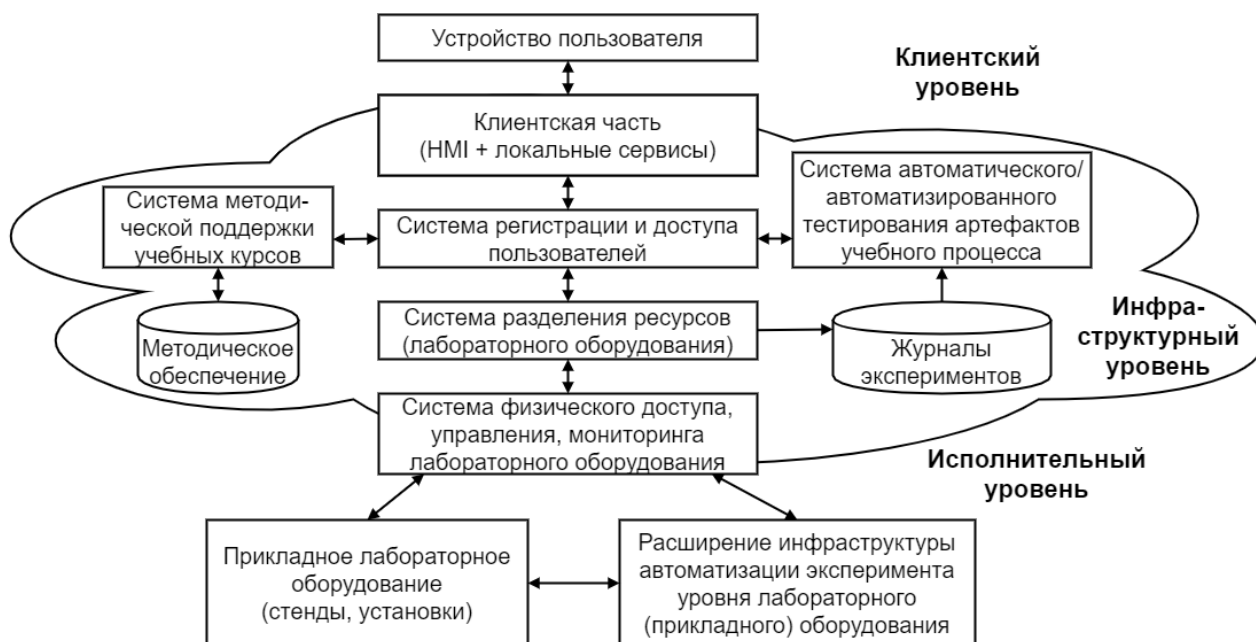 Устройство пользователя
Клиентский
уровень
Клиентская часть
(HMI + локальные сервисы)
Система методи-
ческой поддержки
учебных курсов
Система регистрации и доступа
пользователей
Система автоматического/
автоматизированного
тестирования артефактов
учебного процесса
Методическое
обеспечение
Система разделения ресурсов
(лабораторного оборудования)
Журналы
экспериментов
Инфра-
структурный
уровень
Система физического доступа,
управления, мониторинга
лабораторного оборудования
Исполнительный
уровень
Прикладное лабораторное
оборудование
(стенды, установки)
Расширение инфраструктуры
автоматизации эксперимента
уровня лабораторного
(прикладного) оборудования